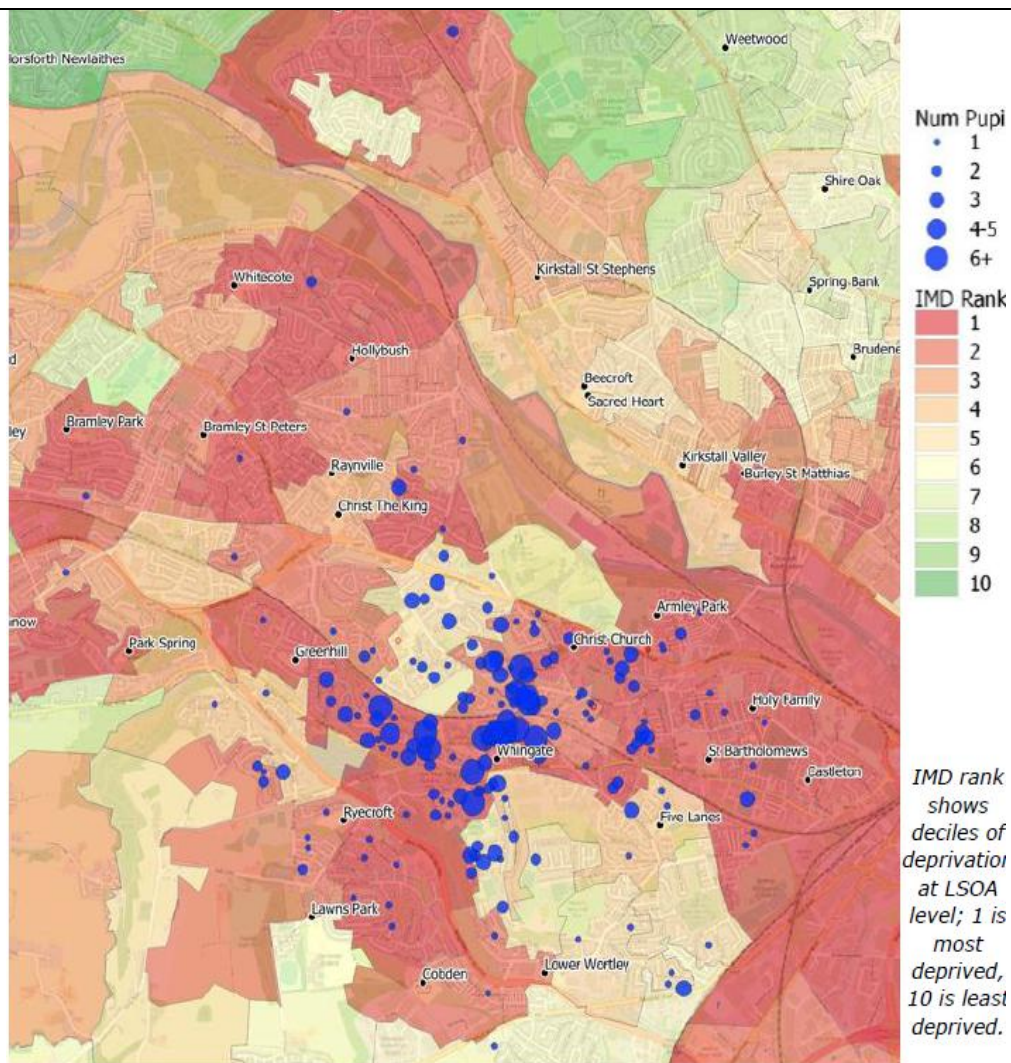 Weetwood
Horsforth Newlaithes
Shire Oak
Kirkstall St Stephens
Whitecote
Spring Bank
Hollybush
Brudene
Beecroft
Sacred Heart
Bramley Park
Bramley St Peters
ley
Raynville
Kirkstall Valley
Burley St Matthias
Christ The King
Armley Park
now
Park Spring
Christ Church
Greenhill
Holy Family
Whingate
St Bartholomews
Castleton
Ryecroft
Five Lanes
Lawns Park
Lower Wortley
Cobden
Num Pupi
1
2
3
4-5
6+
IMD Rank
1
2
3
4
5
6
7
8
9
10
IMD rank
shows
deciles of
deprivation
at LSOA
level; 1 is
most
deprived,
10 is least
deprived.